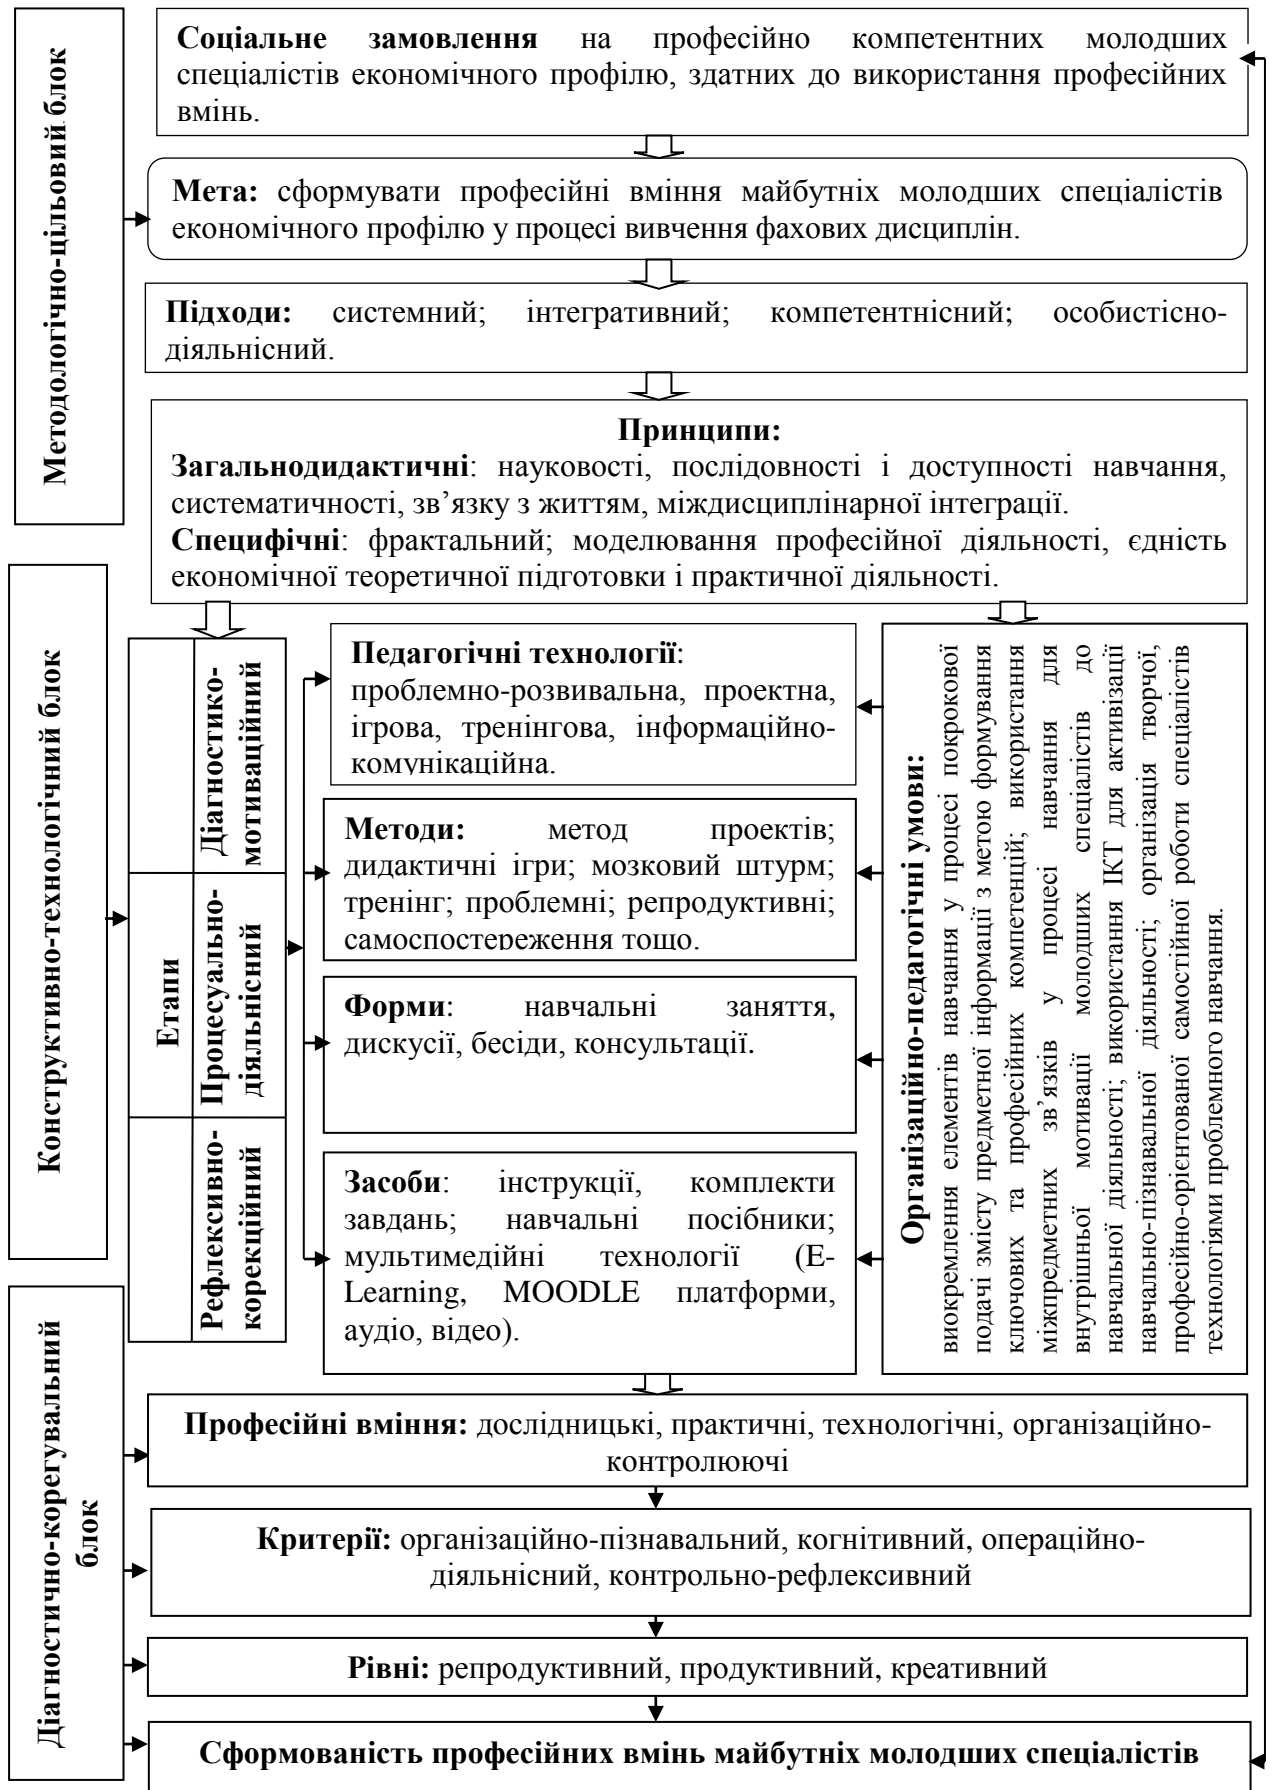 Методологічно-цільовий блок
Соціальне замовлення на професійно компетентних молодших
спеціалістів економічного профілю, здатних до використання професійних
вмінь.
Мета: сформувати професійні вміння майбутніх молодших спеціалістів
економічного профілю у процесі вивчення фахових дисциплін.
Підходи: системний; інтегративний; компетентнісний; особистісно-
діяльнісний.
Принципи:
Загальнодидактичні: науковості, послідовності і доступності навчання,
систематичності, зв’язку з життям, міждисциплінарної інтеграції.
Специфічні: фрактальний; моделювання професійної діяльності, єдність
економічної теоретичної підготовки і практичної діяльності.
Конструктивно-технологічний блок
Етапи
Діагностико-
мотиваційний
Процесуально-
діяльнісний
Рефлексивно-
корекційний
Педагогічні технології:
проблемно-розвивальна, проектна,
ігрова, тренінгова, інформаційно-
комунікаційна.
Методи: метод проектів;
дидактичні ігри; мозковий штурм;
тренінг; проблемні; репродуктивні;
самоспостереження тощо.
Форми: навчальні заняття,
дискусії, бесіди, консультації.
Засоби: інструкції, комплекти
завдань; навчальні посібники;
мультимедійні технології (E-
Learning, MOODLE платформи,
аудіо, відео).
Організаційно-педагогічні умови:
виокремлення елементів навчання у процесі покрокової
подачі змісту предметної інформації з метою формування
ключових та професійних компетенцій; використання
міжпредметних зв’язків у процесі навчання для
внутрішньої мотивації молодших спеціалістів до
навчальної діяльності; використання ІКТ для активізації
навчально-пізнавальної діяльності; організація творчої,
професійно-орієнтованої самостійної роботи спеціалістів
технологіями проблемного навчання.
Діагностично-корегувальний
блок
Професійні вміння: дослідницькі, практичні, технологічні, організаційно-
контролюючі
Критерії: організаційно-пізнавальний, когнітивний, операційно-
діяльнісний, контрольно-рефлексивний
Рівні: репродуктивний, продуктивний, креативний
Сформованість професійних вмінь майбутніх молодших спеціалістів